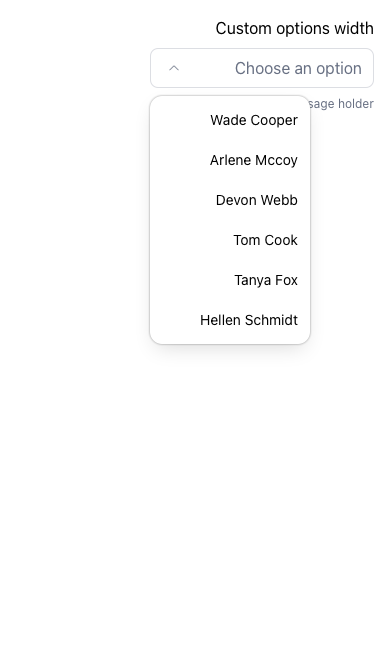 Custom options width
Choose an option
sage holder
Wade Cooper
Arlene Mccoy
Devon Webb
Tom Cook
Tanya Fox
Hellen Schmidt